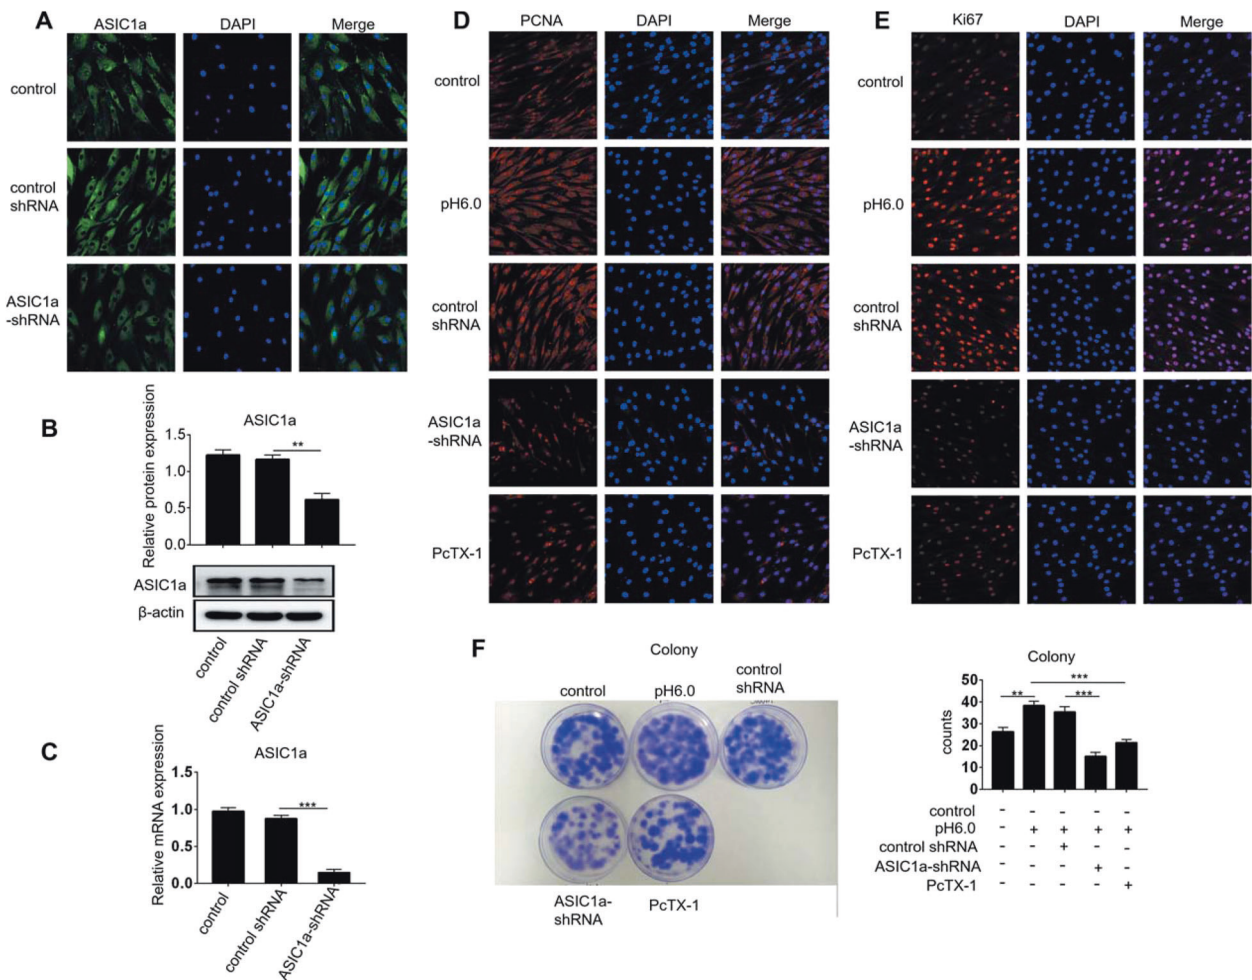 A
ASIC1a DAPI Merge
control
control
shRNA
ASIC1a
-shRNA
B
ASIC1a
Relative protein expression
1.5
1.0
0.5
0.0
**
ASIC1a
β-actin
control
control shRNA
ASIC1a-shRNA
C
ASIC1a
Relative mRNA expression
1.5
1.0
0.5
0.0
***
control
control shRNA
ASIC1a-shRNA
D
PCNA DAPI Merge
control
pH6.0
control
shRNA
ASIC1a
-shRNA
PcTX-1
E
Ki67 DAPI Merge
control
pH6.0
control
shRNA
ASIC1a
-shRNA
PcTX-1
F
Colony
control pH6.0 control
shRNA
ASIC1a-
shRNA
PcTX-1
Colony
counts
50
40
30
20
10
0
** *** ***
control - - - - -
pH6.0 - + + + +
control shRNA - - + - -
ASIC1a-shRNA - - - + -
PcTX-1 - - - - +